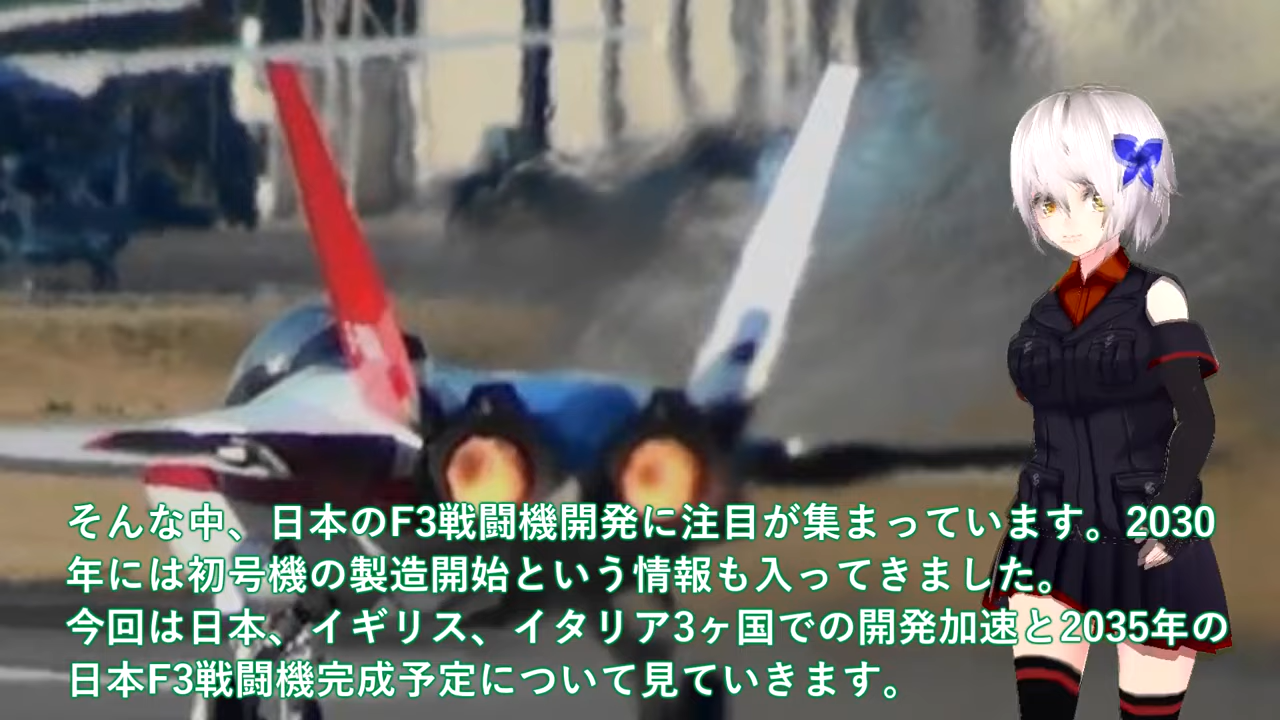 そんな中、日本のF3戦闘機開発に注目が集まっています。2030
年には初号機の製造開始という情報も入ってきました。
今回は日本、イギリス、イタリア3ヶ国での開発加速と2035年の
日本F3戦闘機完成予定について見ていきます。